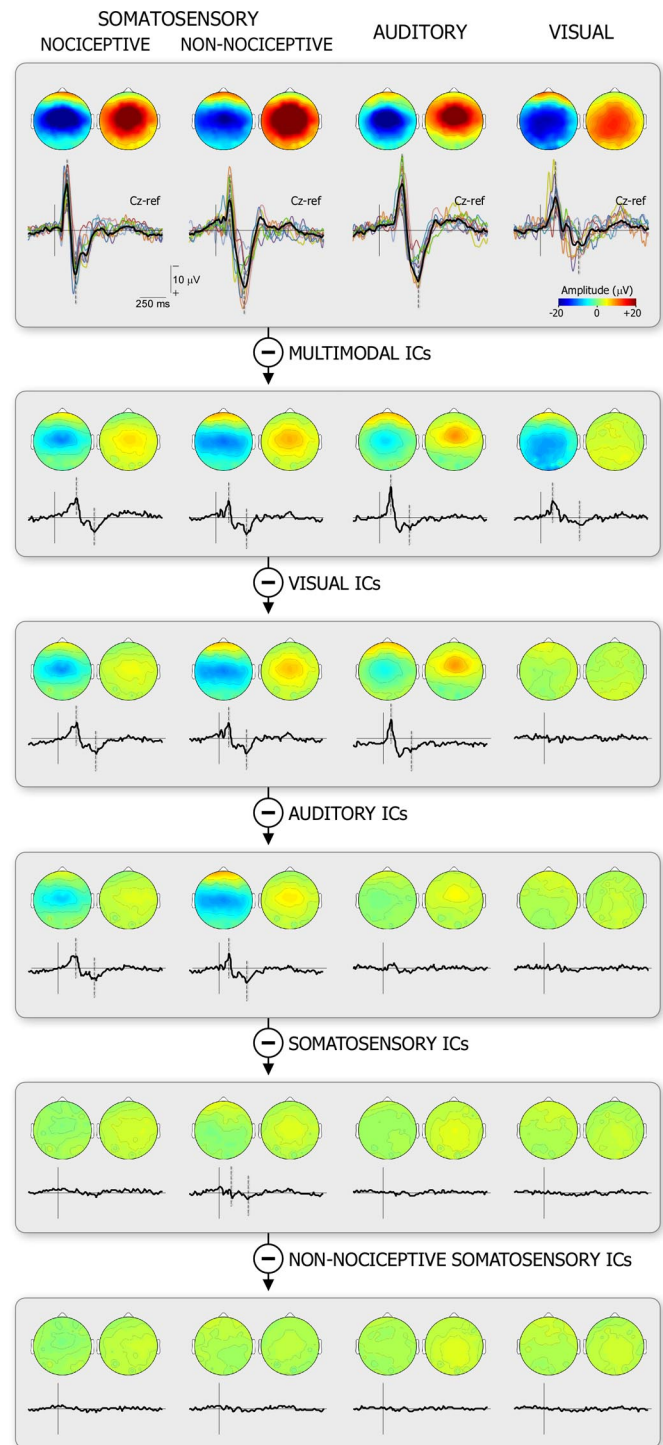 SOMATOSENSORY
NOCICEPTIVE NON-NOCICEPTIVE AUDITORY VISUAL
Cz-ref Cz-ref Cz-ref Cz-ref
−
10 μV
+
250 ms
Amplitude (μV)
-20 0 +20
− MULTIMODAL ICs
− VISUAL ICs
− AUDITORY ICs
− SOMATOSENSORY ICs
− NON-NOCICEPTIVE SOMATOSENSORY ICs